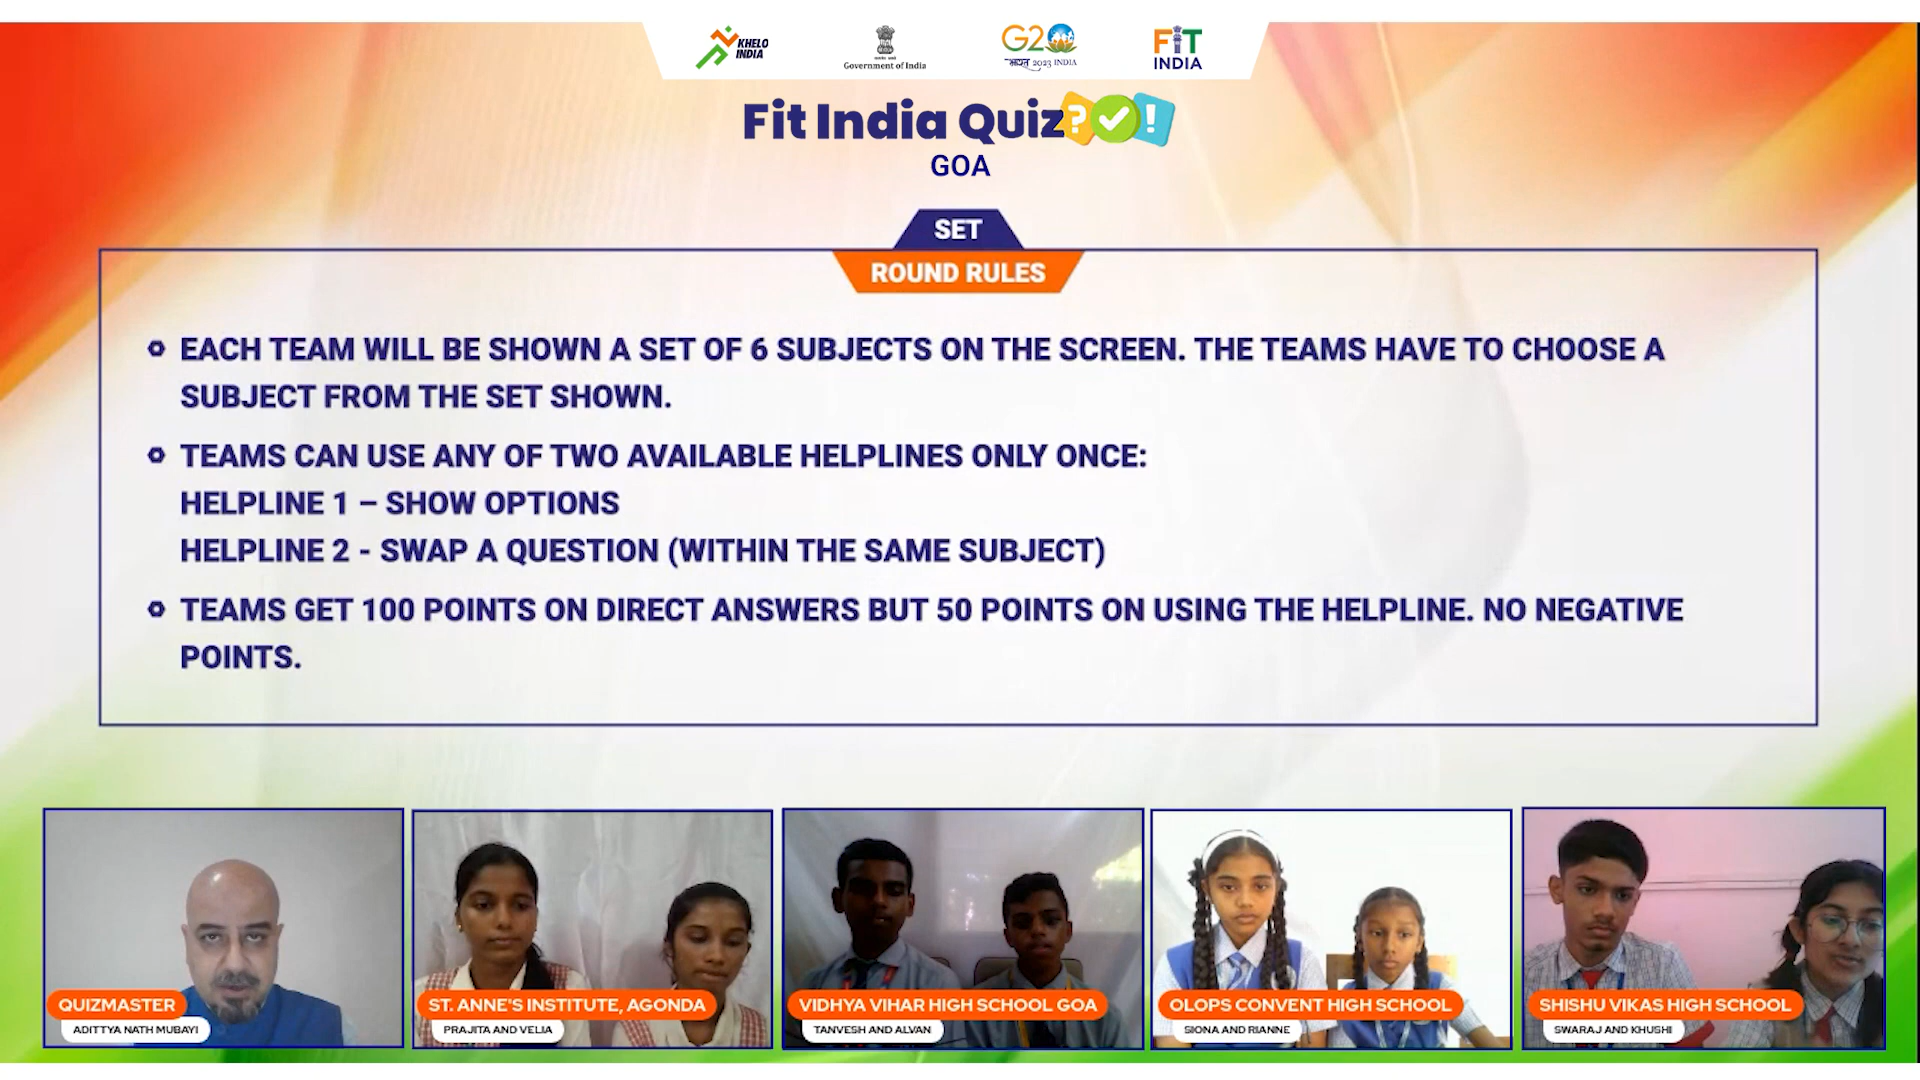 KHELO
INDIA
Government of India
G20
भारत 2023 INDIA
FIT
INDIA
Fit India Quiz?!
GOA
SET
ROUND RULES
EACH TEAM WILL BE SHOWN A SET OF 6 SUBJECTS ON THE SCREEN. THE TEAMS HAVE TO CHOOSE A
SUBJECT FROM THE SET SHOWN.
TEAMS CAN USE ANY OF TWO AVAILABLE HELPLINES ONLY ONCE:
HELPLINE 1 – SHOW OPTIONS
HELPLINE 2 - SWAP A QUESTION (WITHIN THE SAME SUBJECT)
TEAMS GET 100 POINTS ON DIRECT ANSWERS BUT 50 POINTS ON USING THE HELPLINE. NO NEGATIVE
POINTS.
QUIZMASTER
ADITTYA NATH MUBAYI
ST. ANNE'S INSTITUTE, AGONDA
PRAJITA AND VELIA
VIDHYA VIHAR HIGH SCHOOL GOA
TANVESH AND ALVAN
OLOPS CONVENT HIGH SCHOOL
SIONA AND RIANNE
SHISHU VIKAS HIGH SCHOOL
SWARAJ AND KHUSHI